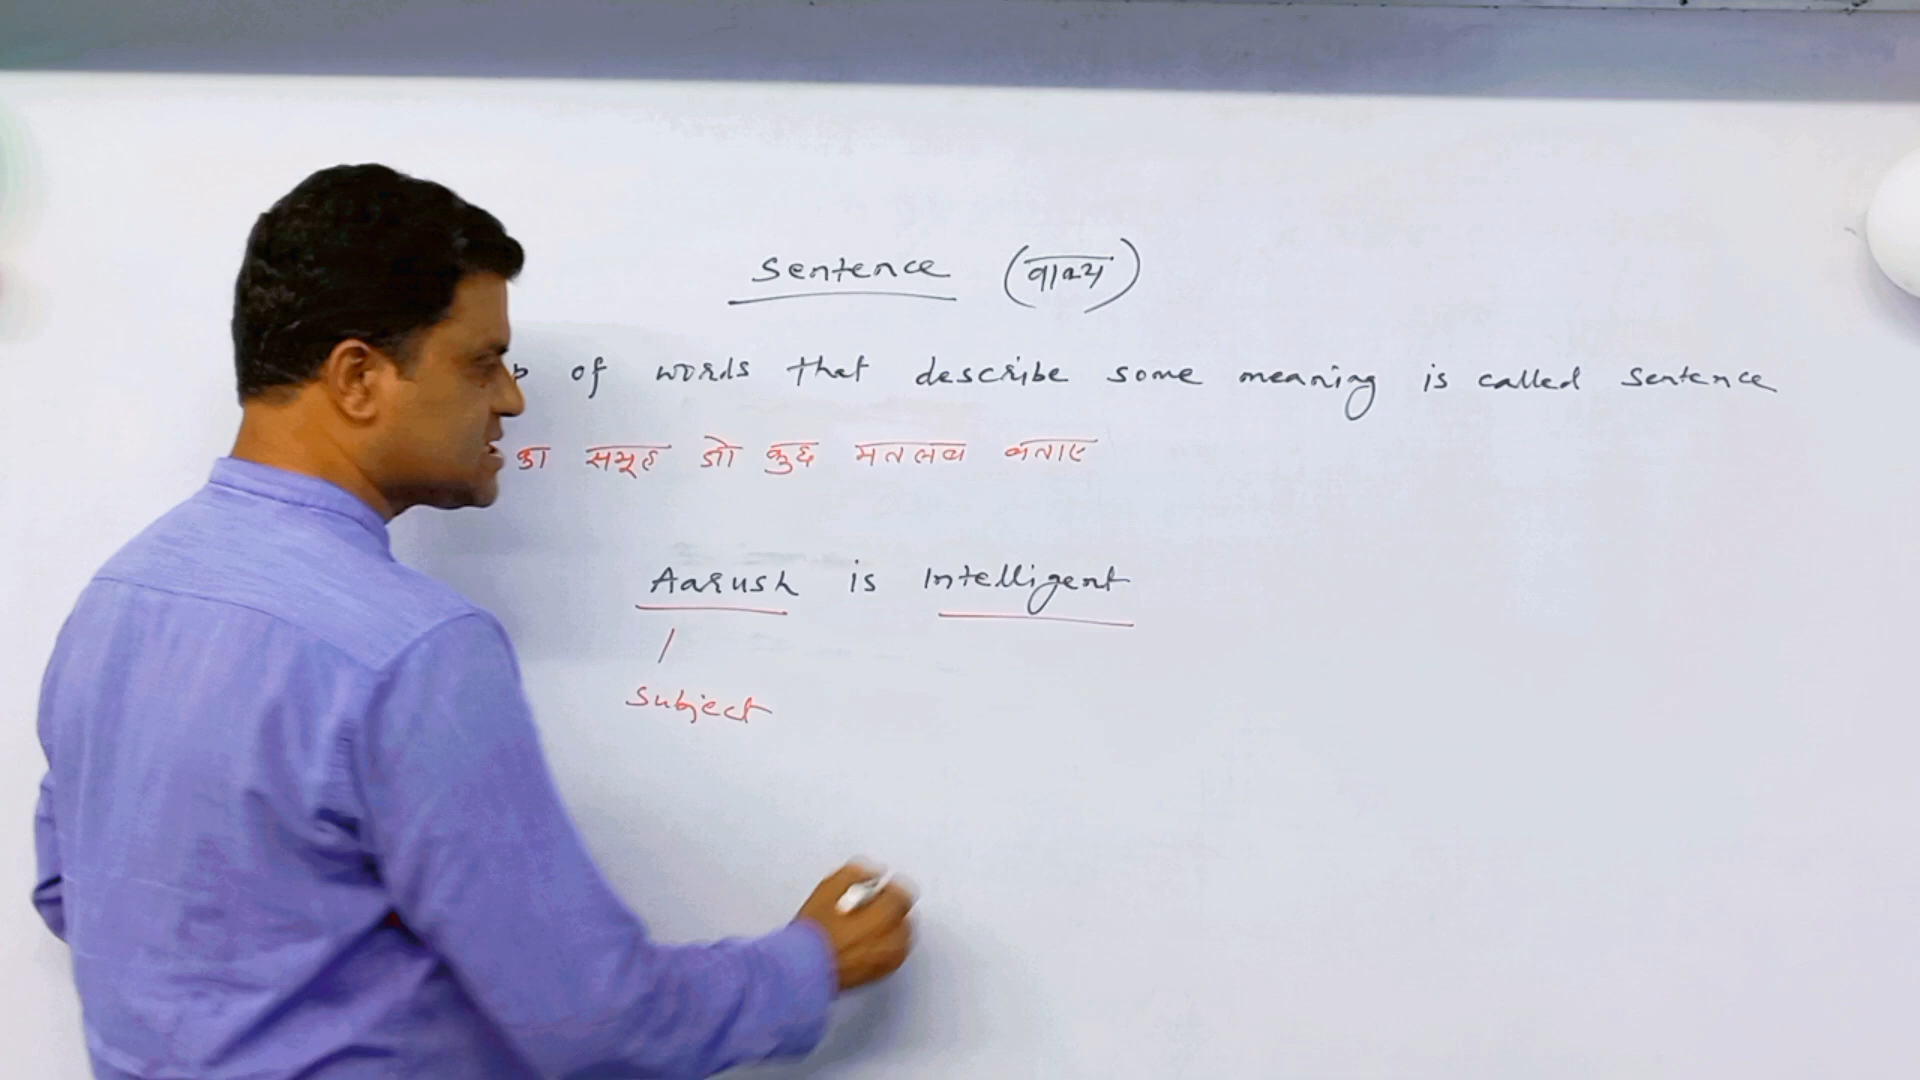 Sentence (वाक्य)
of words that describe some meaning is called sentence
का समूह जो कुछ मतलब बताए
Aarush is Intelligent
Subject